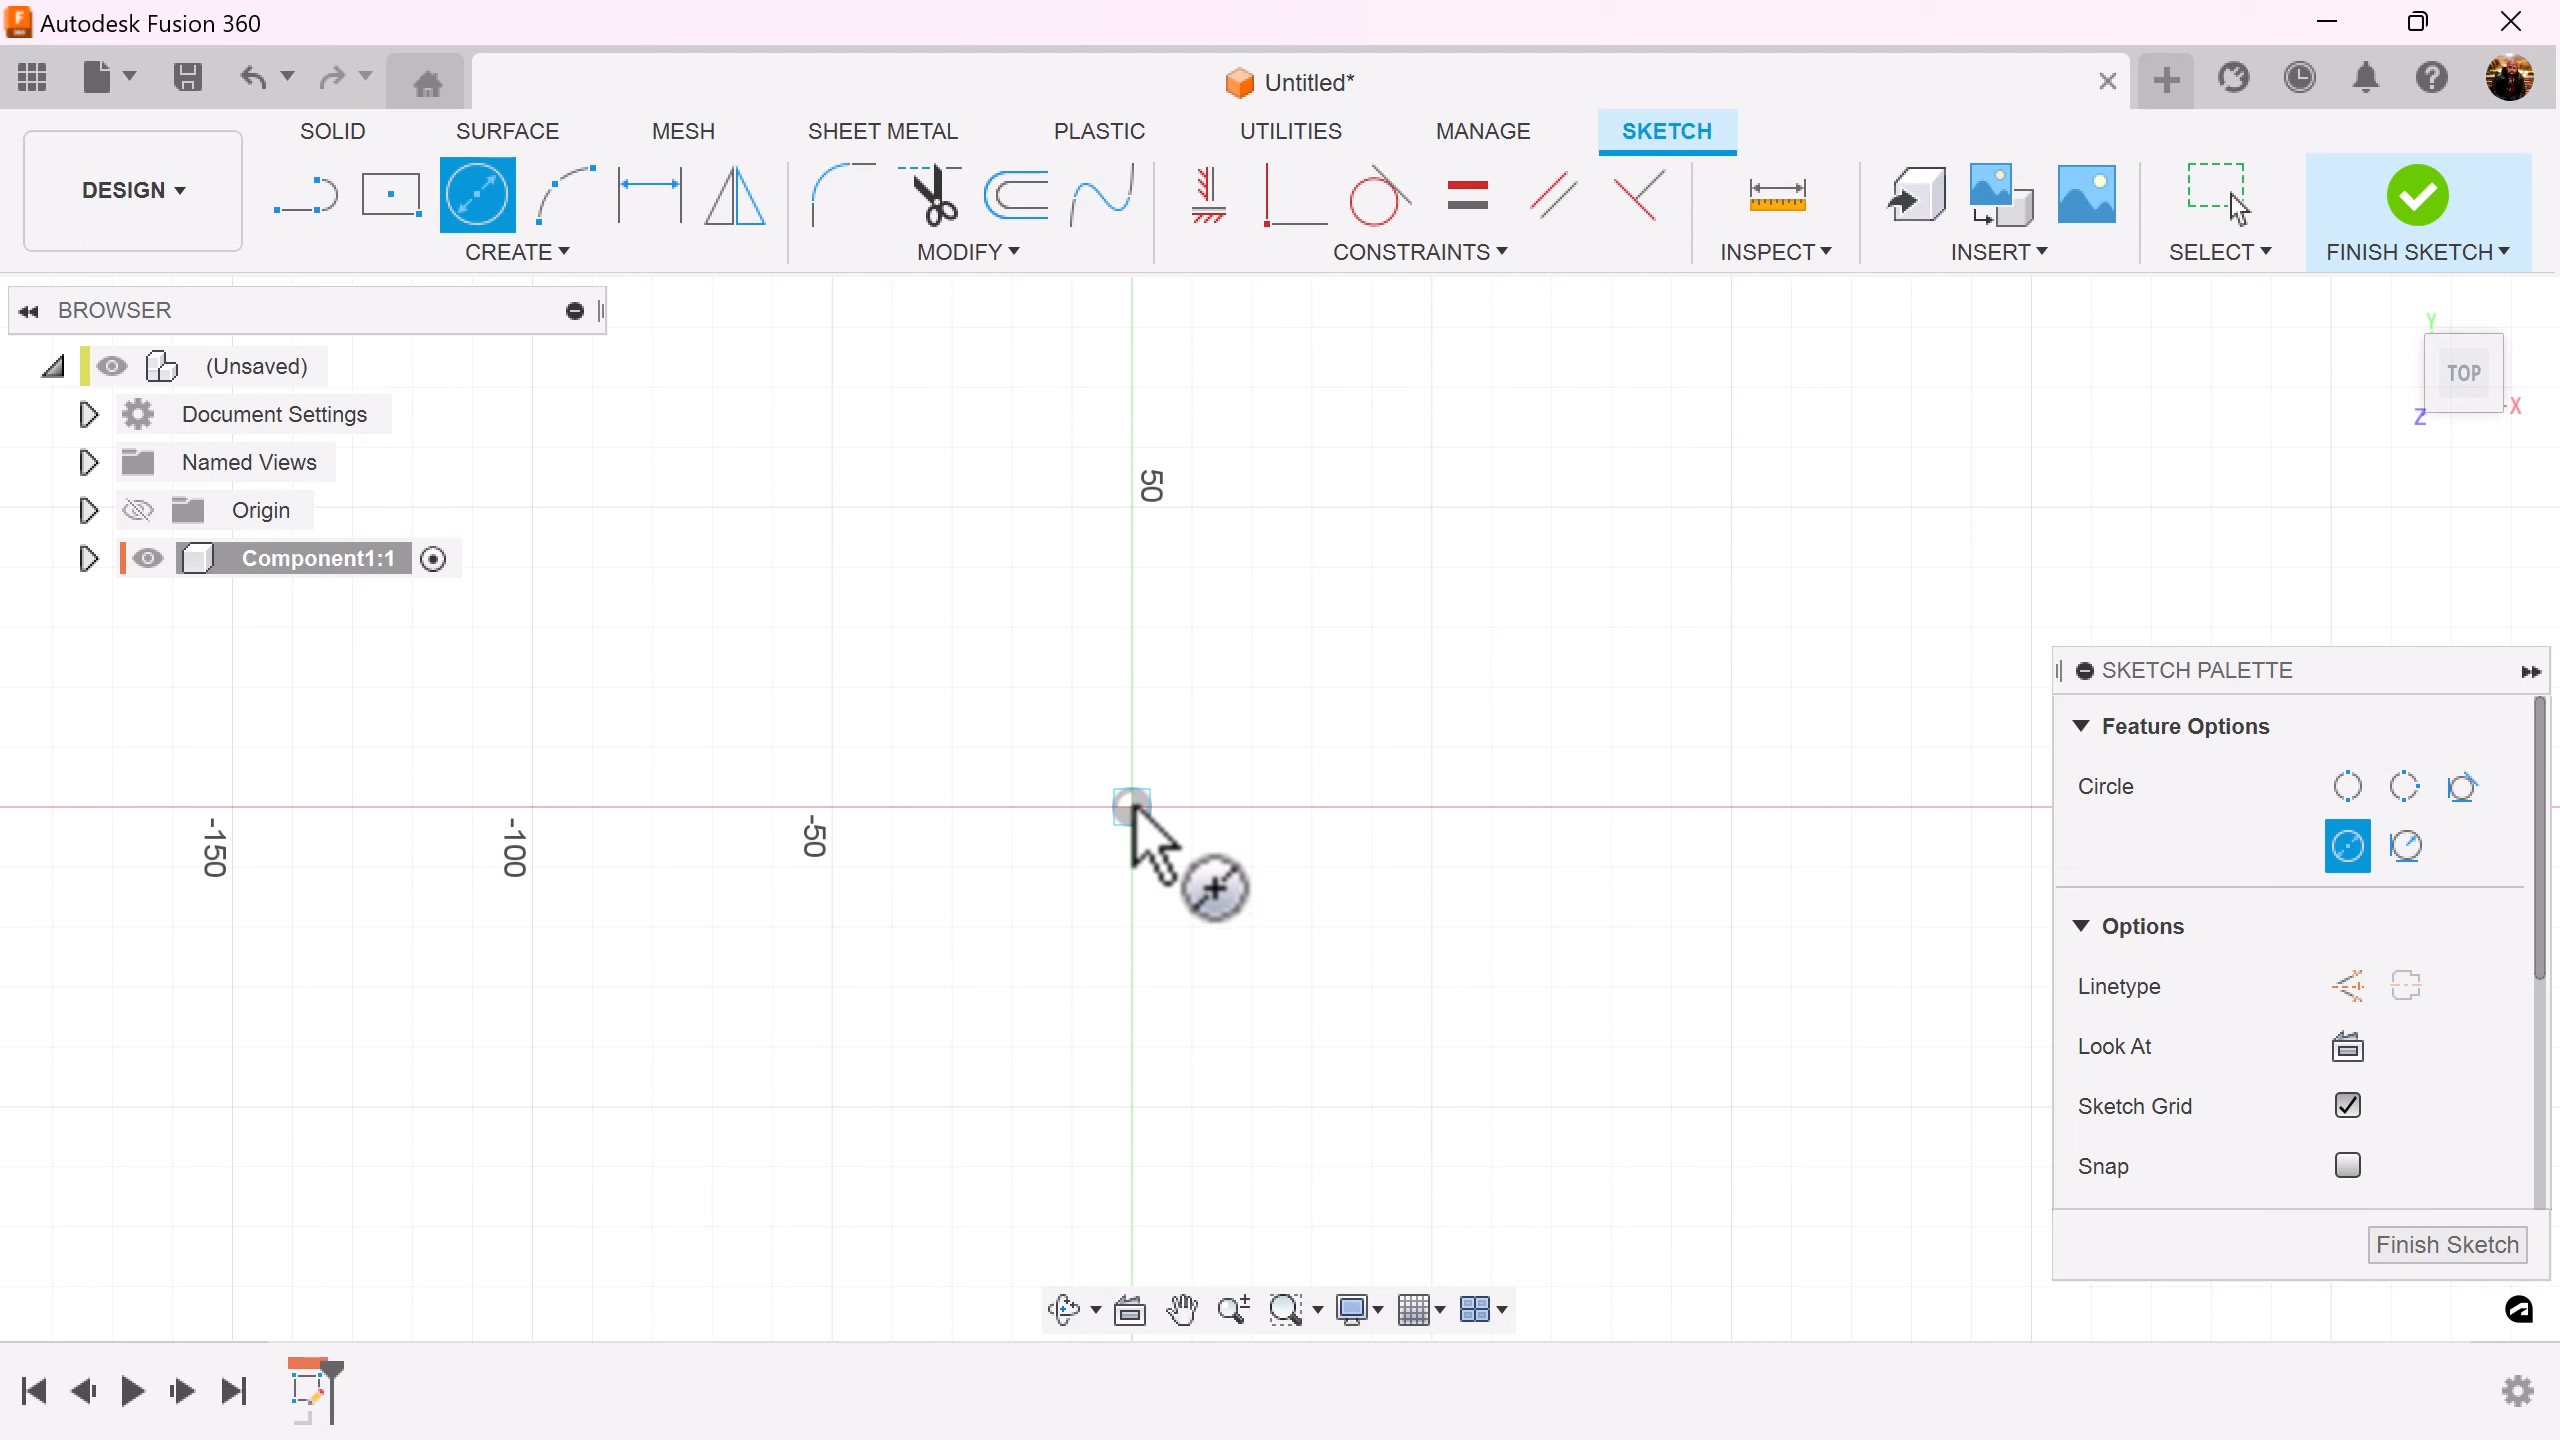 Autodesk Fusion 360
Untitled*
SOLID SURFACE MESH SHEET METAL PLASTIC UTILITIES MANAGE SKETCH
DESIGN
CREATE MODIFY CONSTRAINTS INSPECT INSERT SELECT FINISH SKETCH
BROWSER
(Unsaved)
Document Settings
Named Views
Origin
Component1:1
Y
TOP
X
Z
50
-150
-100
-50
SKETCH PALETTE
Feature Options
Circle
Options
Linetype
Look At
Sketch Grid
Snap
Finish Sketch